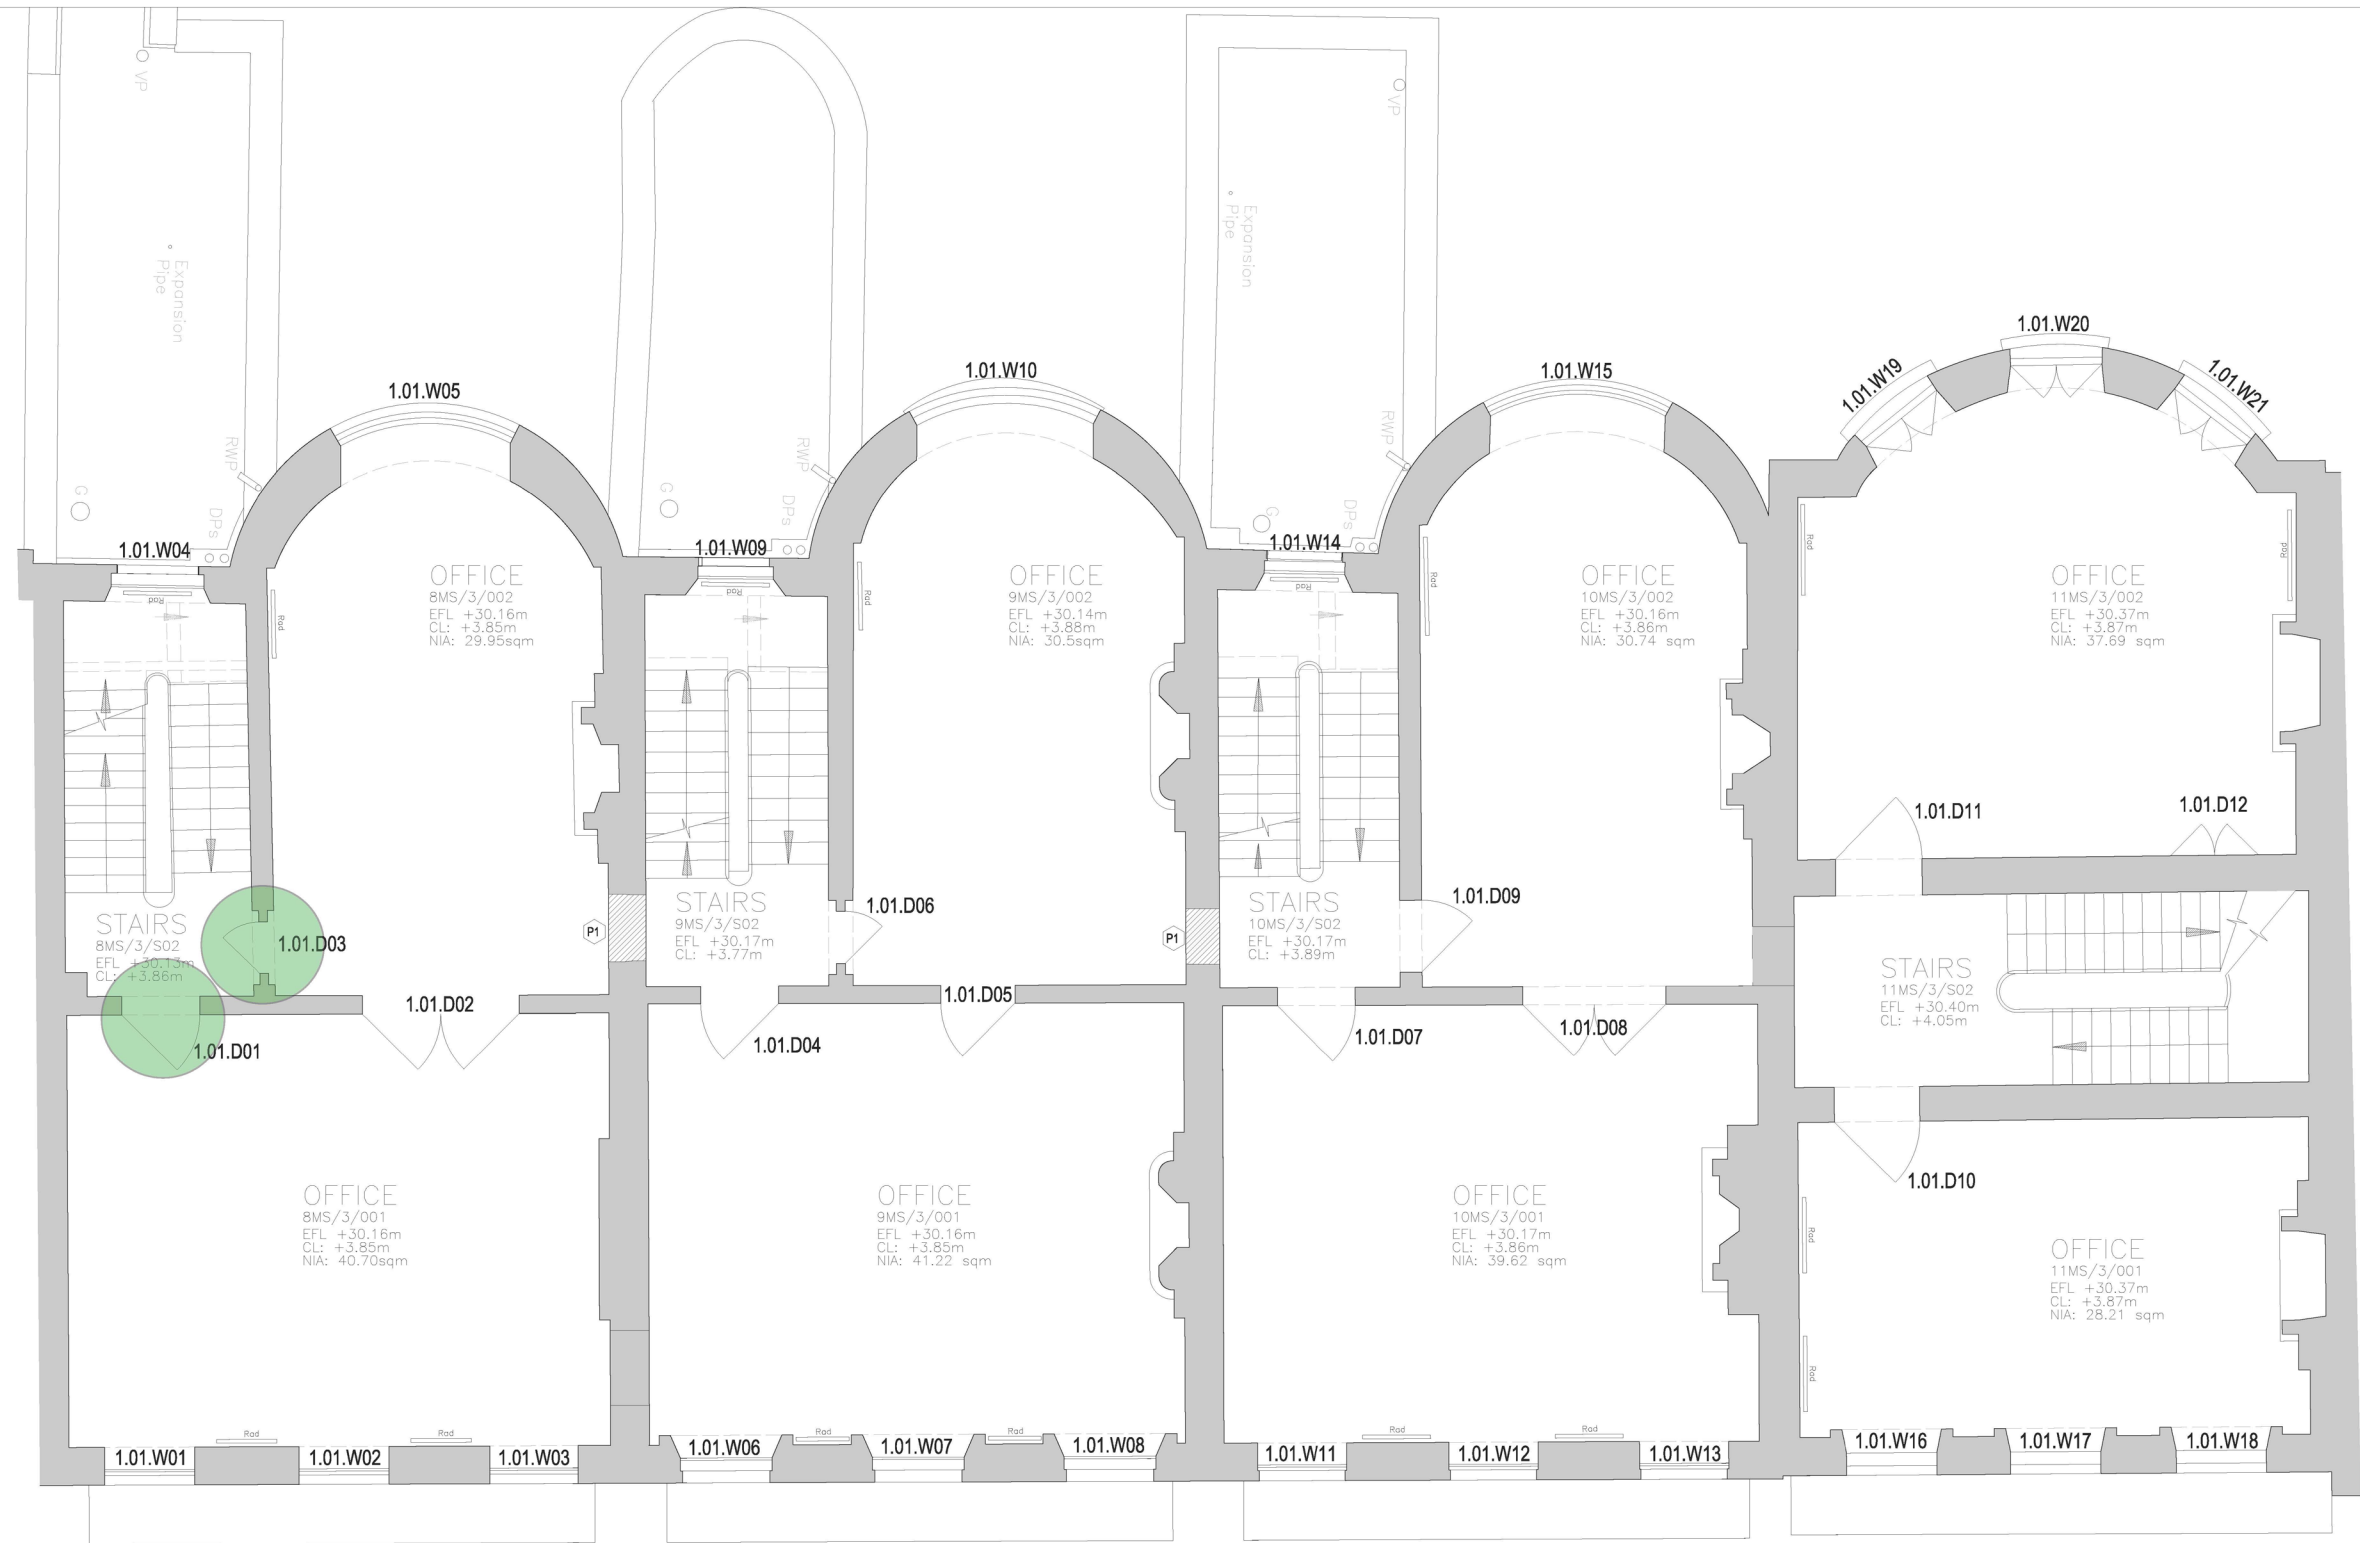 VP
Expansion
Pipe
RWP
G
DPs
1.01.W04
Rad
1.01.W05
Rad
OFFICE
8MS/3/002
EFL +30.16m
CL: +3.85m
NIA: 29.95sqm
STAIRS
8MS/3/S02
EFL +30.13m
CL: +3.86m
1.01.D03
1.01.D01
1.01.D02
P1
OFFICE
8MS/3/001
EFL +30.16m
CL: +3.85m
NIA: 40.70sqm
Rad
Rad
1.01.W01
1.01.W02
1.01.W03
RWP
G
DPs
1.01.W09
Rad
1.01.W10
Rad
OFFICE
9MS/3/002
EFL +30.14m
CL: +3.88m
NIA: 30.5sqm
STAIRS
9MS/3/S02
EFL +30.17m
CL: +3.77m
1.01.D06
1.01.D04
1.01.D05
P1
OFFICE
9MS/3/001
EFL +30.16m
CL: +3.85m
NIA: 41.22 sqm
Rad
Rad
1.01.W06
1.01.W07
1.01.W08
VP
Expansion
Pipe
RWP
G
DPs
1.01.W14
Rad
1.01.W15
Rad
OFFICE
10MS/3/002
EFL +30.16m
CL: +3.86m
NIA: 30.74 sqm
STAIRS
10MS/3/S02
EFL +30.17m
CL: +3.89m
1.01.D09
1.01.D07
1.01.D08
OFFICE
10MS/3/001
EFL +30.17m
CL: +3.86m
NIA: 39.62 sqm
Rad
Rad
1.01.W11
1.01.W12
1.01.W13
1.01.W19
1.01.W20
1.01.W21
Rad
Rad
OFFICE
11MS/3/002
EFL +30.37m
CL: +3.87m
NIA: 37.69 sqm
1.01.D11
1.01.D12
STAIRS
11MS/3/S02
EFL +30.40m
CL: +4.05m
1.01.D10
Rad
OFFICE
11MS/3/001
EFL +30.37m
CL: +3.87m
NIA: 28.21 sqm
Rad
1.01.W16
1.01.W17
1.01.W18